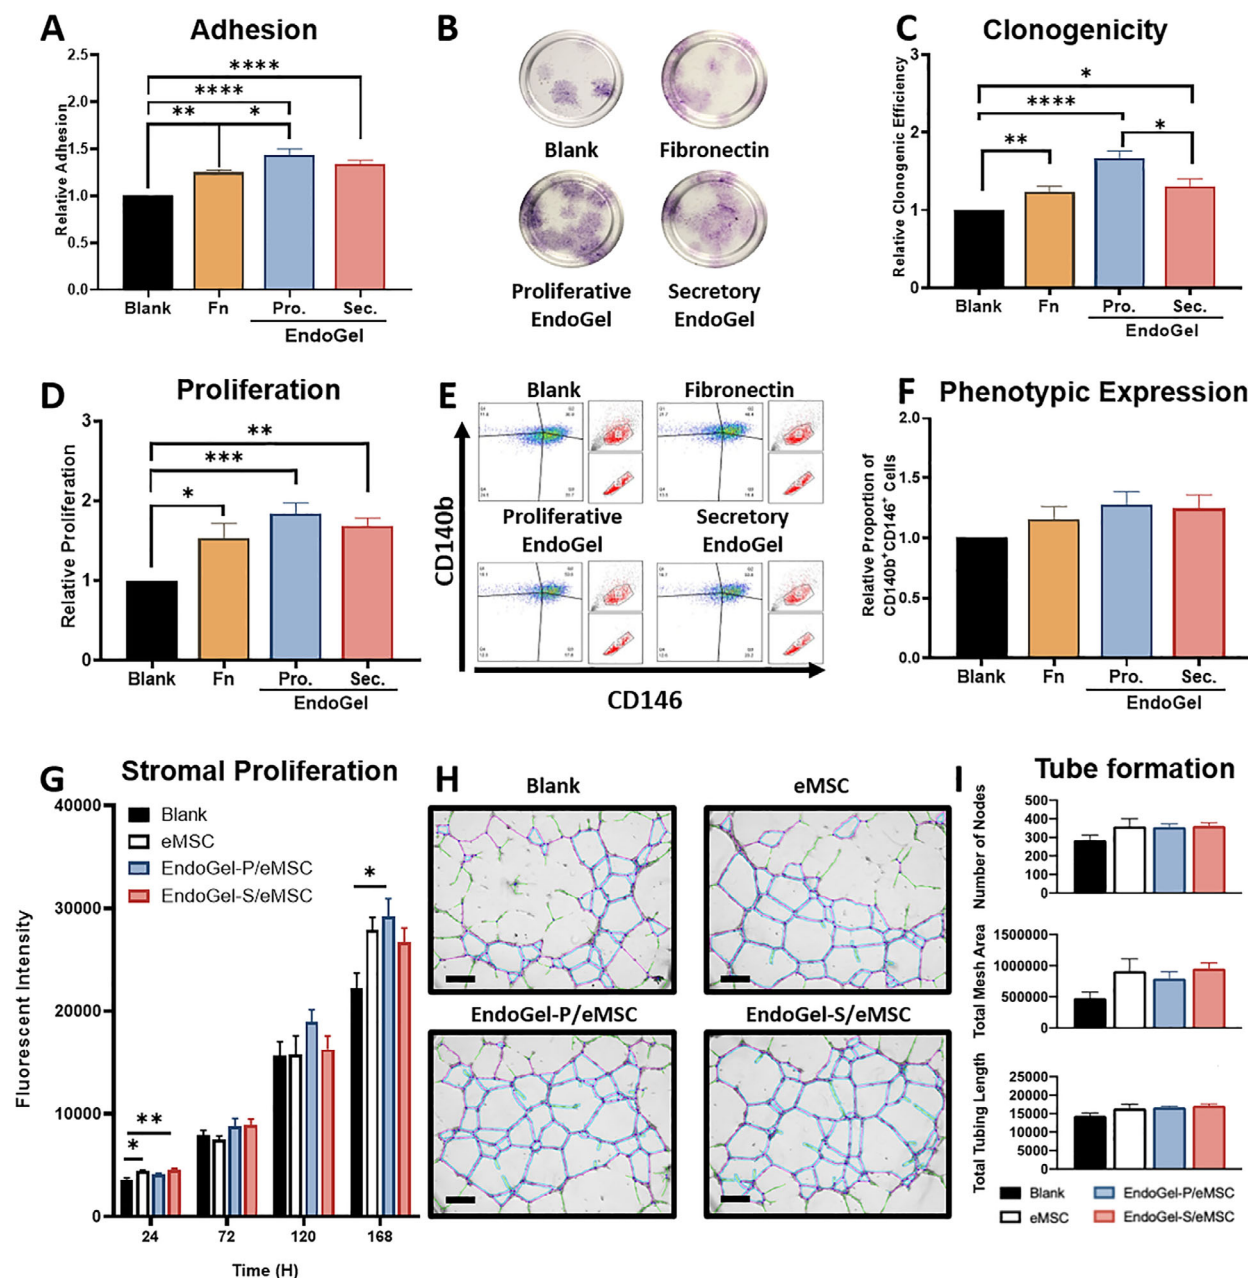 A Adhesion
Relative Adhesion
2.5
2.0
1.5
1.0
0.5
0.0
****
****
** *
Blank Fn Pro. Sec.
EndoGel
B
Blank Fibronectin
Proliferative Secretory
EndoGel EndoGel
C Clonogenicity
Relative Clonogenic Efficiency
3
2
1
0
*
****
** *
Blank Fn Pro. Sec.
EndoGel
D Proliferation
Relative Proliferation
3
2
1
0
**
***
*
Blank Fn Pro. Sec.
EndoGel
E
Blank Fibronectin
Proliferative Secretory
EndoGel EndoGel
CD140b
CD146
F Phenotypic Expression
Relative Proportion of
CD140b+CD146+ Cells
2.0
1.5
1.0
0.5
0.0
Blank Fn Pro. Sec.
EndoGel
G Stromal Proliferation
Fluorescent Intensity
40000
30000
20000
10000
0
Blank
eMSC
EndoGel-P/eMSC
EndoGel-S/eMSC
*
**
*
24 72 120 168
Time (H)
H
Blank eMSC
EndoGel-P/eMSC EndoGel-S/eMSC
I Tube formation
Number of Nodes
500
400
300
200
100
0
Total Mesh Area
1500000
1000000
500000
0
Total Tubing Length
25000
20000
15000
10000
5000
0
Blank EndoGel-P/eMSC
eMSC EndoGel-S/eMSC